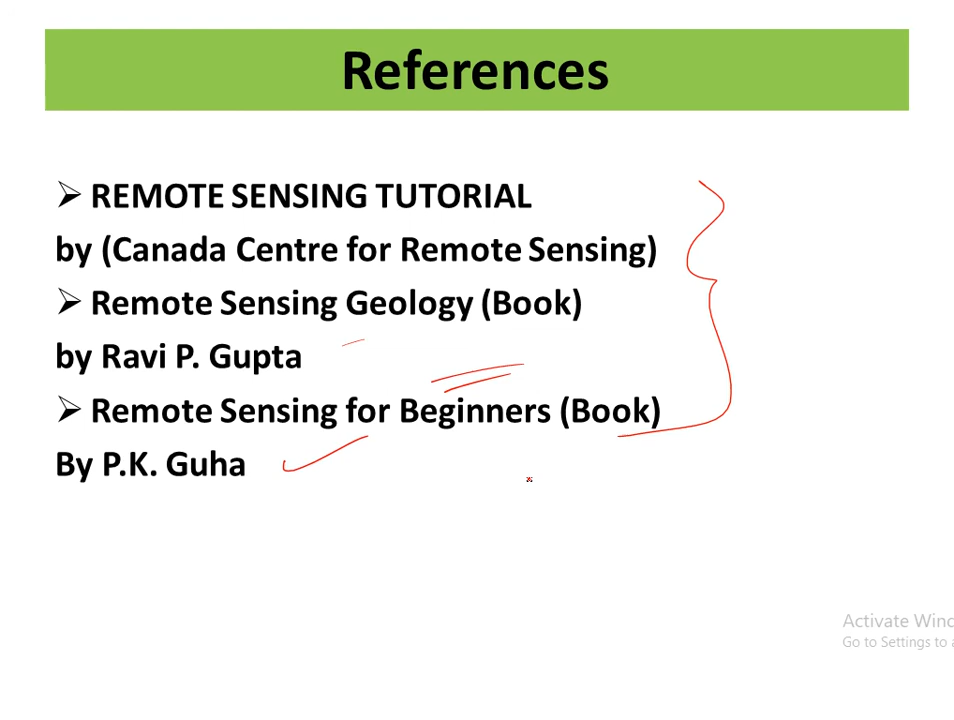 References
➢ REMOTE SENSING TUTORIAL
by (Canada Centre for Remote Sensing)
➢ Remote Sensing Geology (Book)
by Ravi P. Gupta
➢ Remote Sensing for Beginners (Book)
By P.K. Guha
Activate Winc
Go to Settings to a